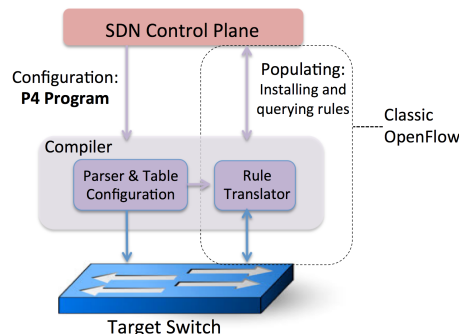 SDN Control Plane
Configuration:
P4 Program
Populating:
Installing and
querying rules
Classic
OpenFlow
Compiler
Parser & Table
Configuration
Rule
Translator
Target Switch